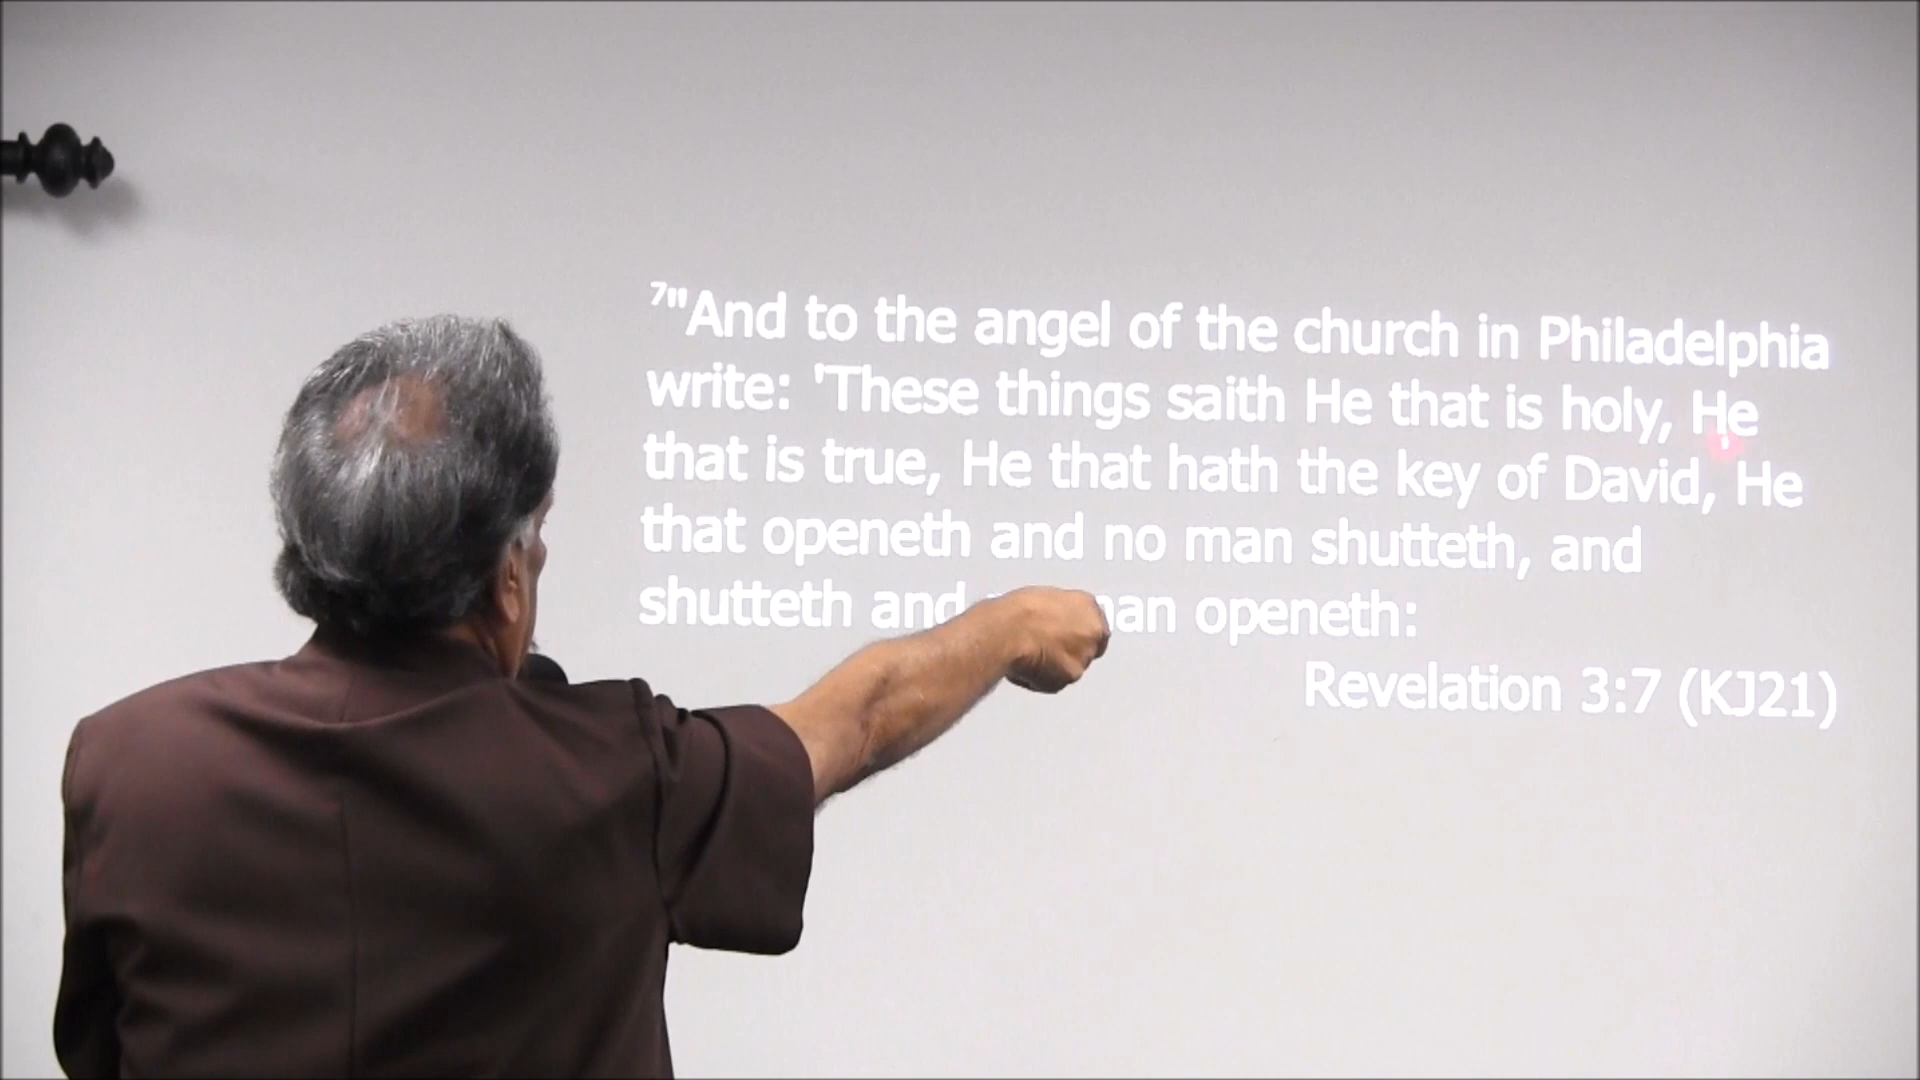 ⁷"And to the angel of the church in Philadelphia
write: 'These things saith He that is holy, He
that is true, He that hath the key of David, He
that openeth and no man shutteth, and
shutteth and man openeth:
Revelation 3:7 (KJ21)